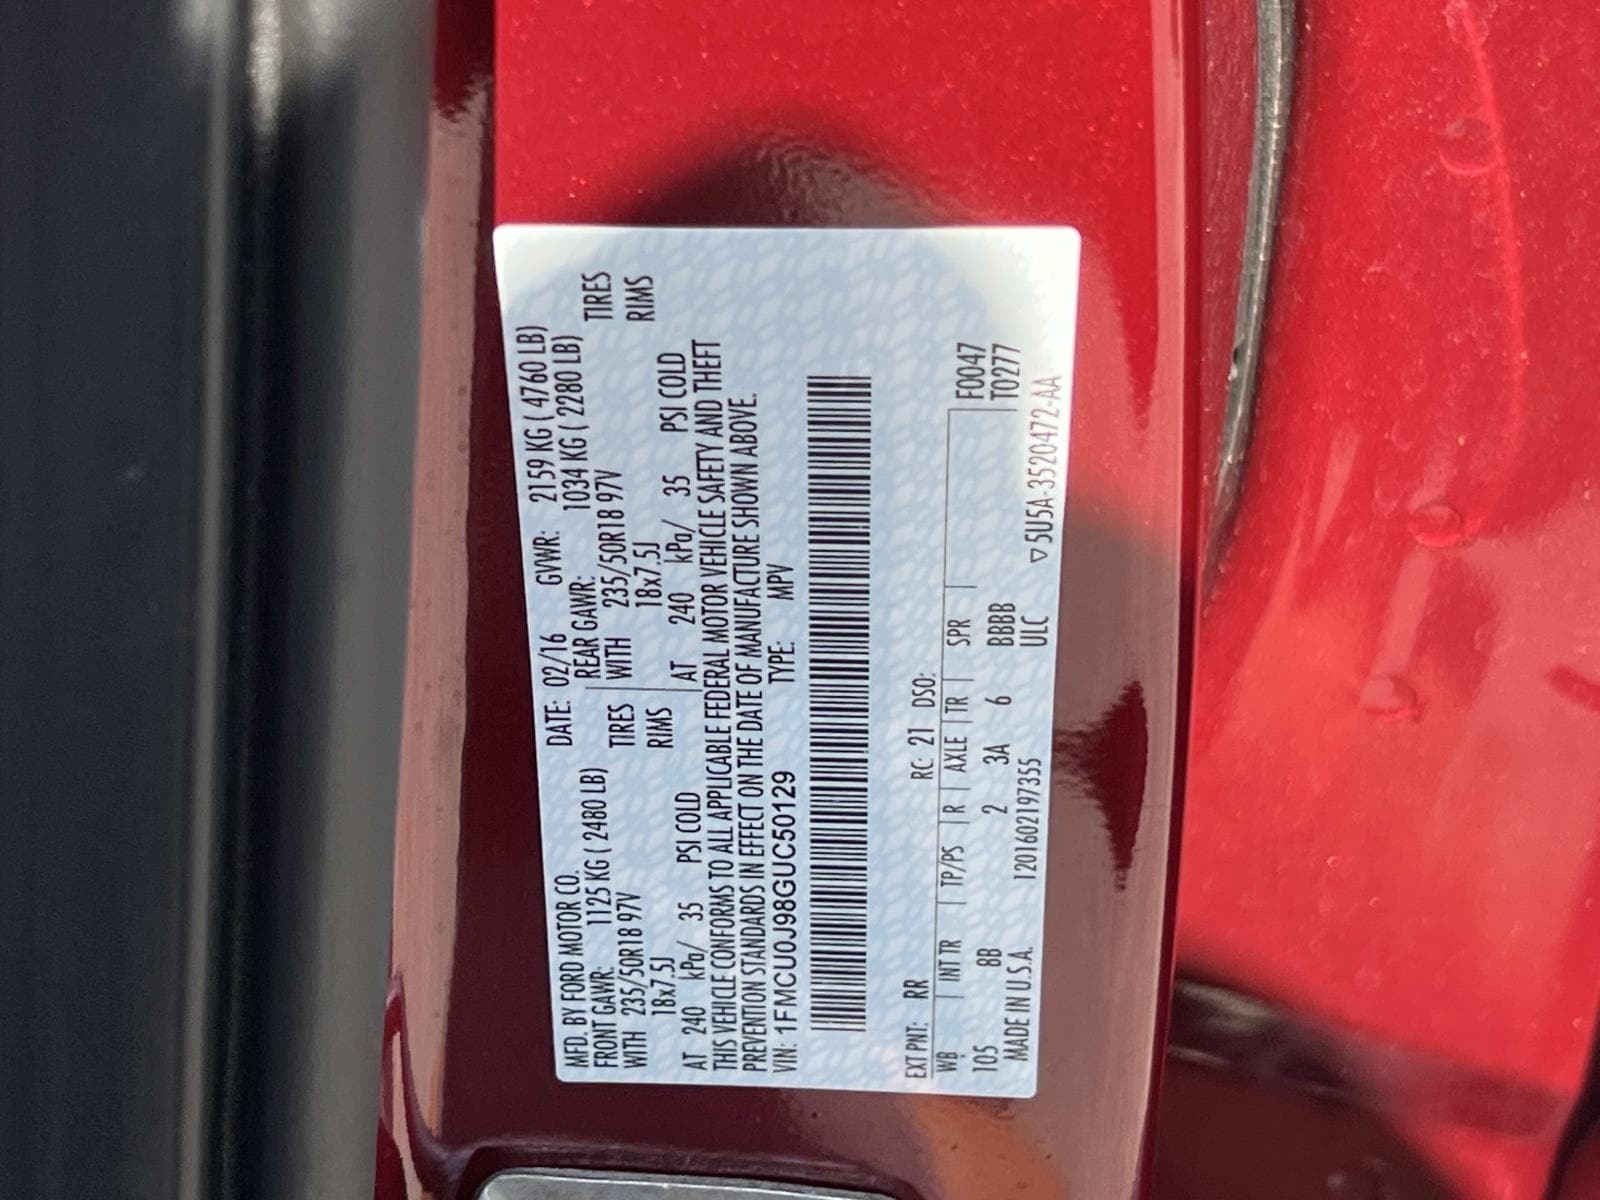 MFD. BY FORD MOTOR CO. DATE: 02/16 GVWR: 2159 KG ( 4760 LB)
FRONT GAWR: 1125 KG ( 2480 LB) REAR GAWR: 1034 KG ( 2280 LB)
WITH 235/50R18 97V TIRES WITH 235/50R18 97V TIRES
18x7.5J RIMS 18x7.5J RIMS
AT 240 kPa/ 35 PSI COLD AT 240 kPa/ 35 PSI COLD
THIS VEHICLE CONFORMS TO ALL APPLICABLE FEDERAL MOTOR VEHICLE SAFETY AND THEFT
PREVENTION STANDARDS IN EFFECT ON THE DATE OF MANUFACTURE SHOWN ABOVE.
VIN: 1FMCU0J98GUC50129 TYPE: MPV
EXT PNT: RR RC: 21 DSO:
WB | INT TR | TP/PS | R | AXLE | TR | SPR | F0047
105 8B 2 3A 6 BBBB T0277
MADE IN U.S.A. 1201602197355 ULC ▽5U5A-3520472-AA